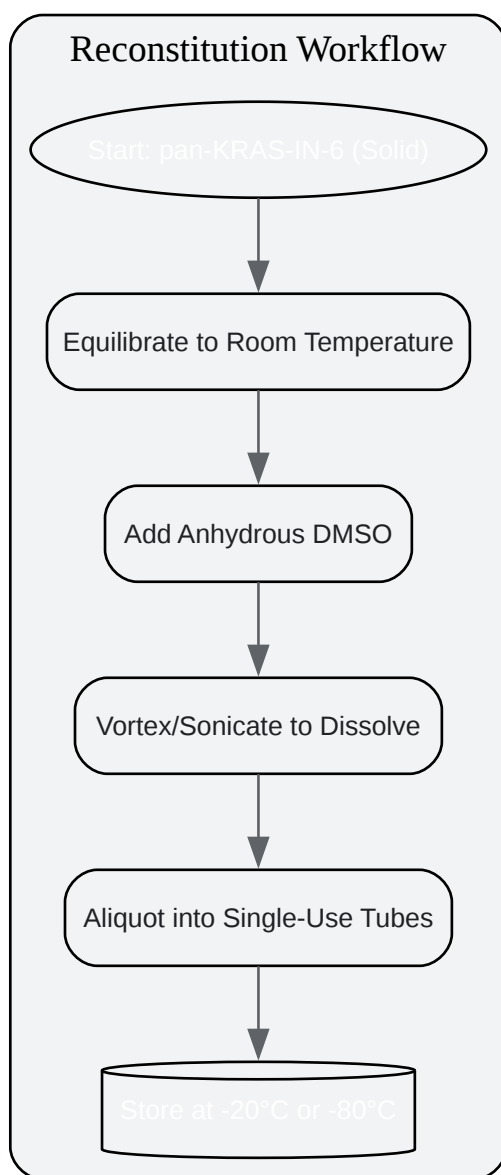 Reconstitution Workflow
Start: pan-KRAS-IN-6 (Solid)
Equilibrate to Room Temperature
Add Anhydrous DMSO
Vortex/Sonicate to Dissolve
Aliquot into Single-Use Tubes
Store at -20°C or -80°C